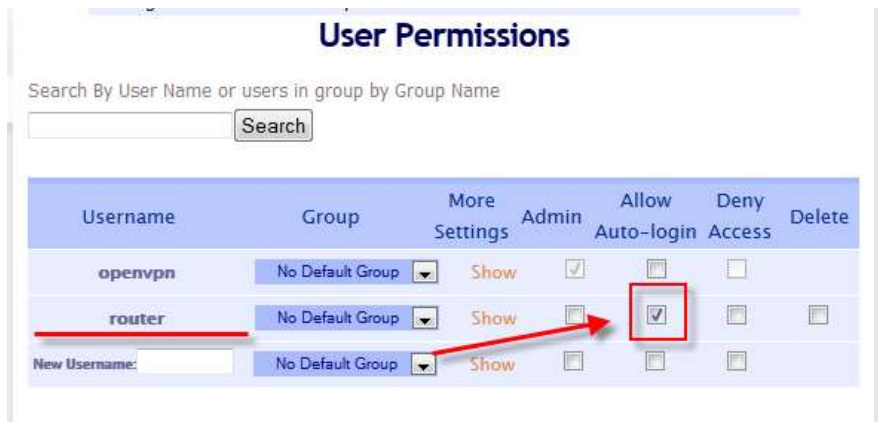 User Permissions
Search By User Name or users in group by Group Name
Search
Username Group More Settings Admin Allow Auto-login Deny Access Delete
openvpn No Default Group Show
router No Default Group Show
New Username: No Default Group Show